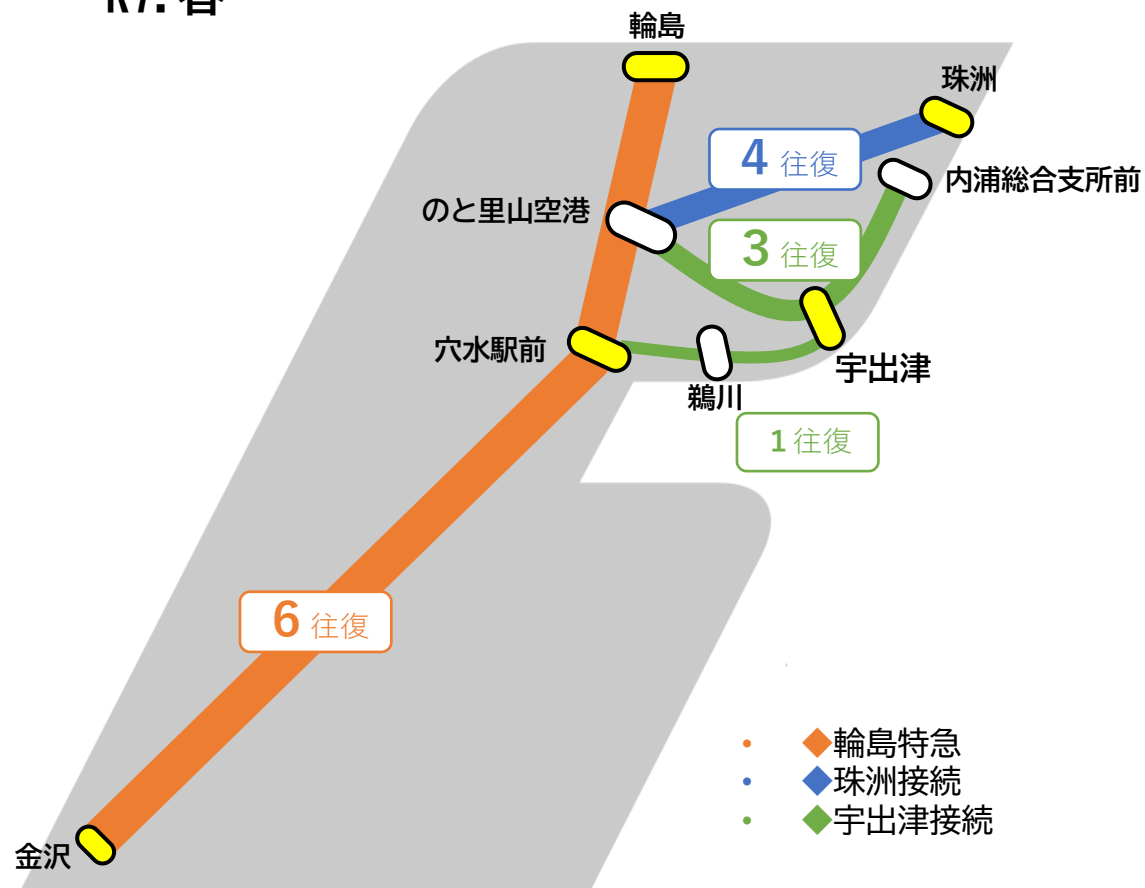 R7.春
輪島
珠洲
4 往復
内浦総合支所前
のと里山空港
3 往復
穴水駅前
宇出津
鵜川
1 往復
6 往復
・ ◆輪島特急
・ ◆珠洲接続
・ ◆宇出津接続
金沢